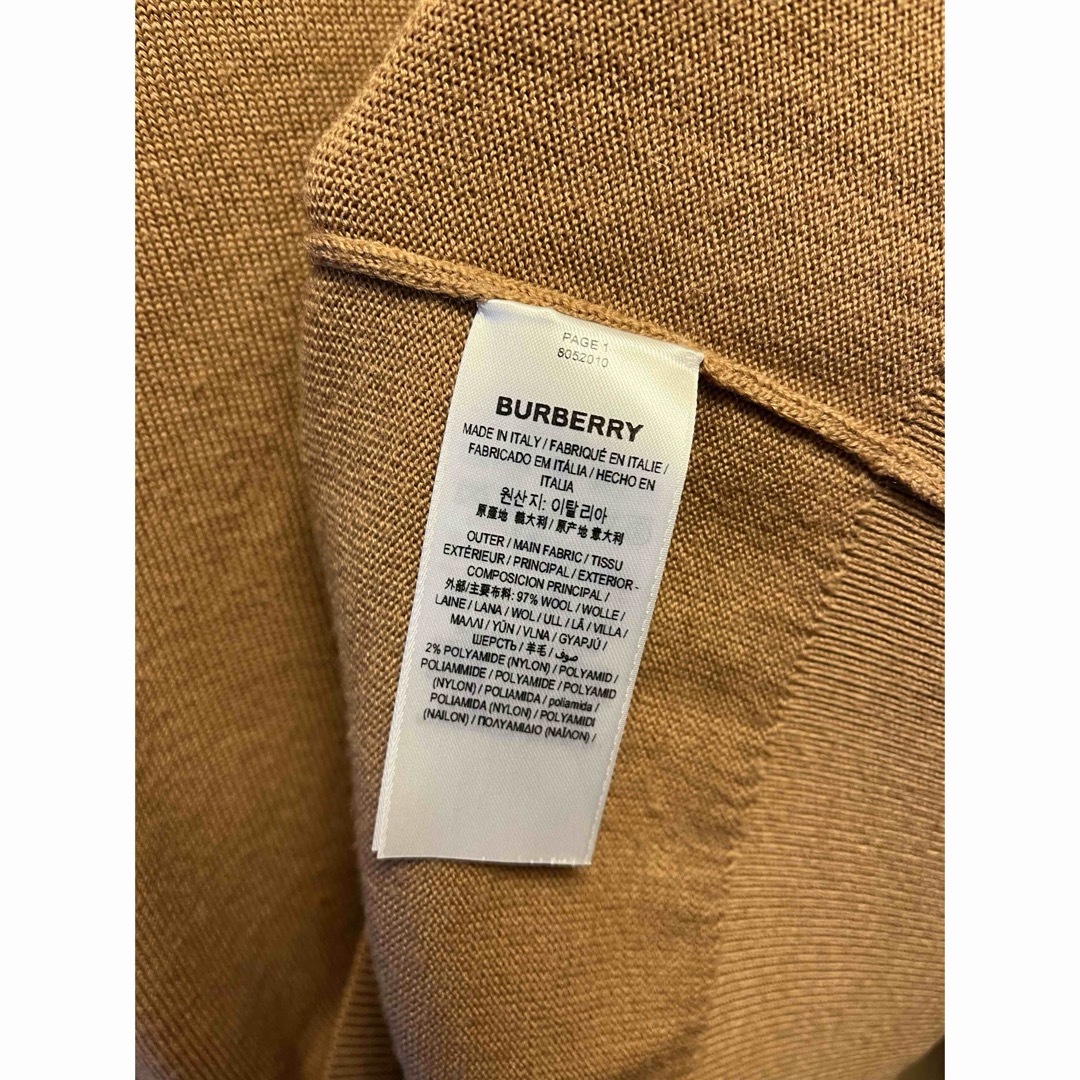 PAGE 1
8052010
BURBERRY
MADE IN ITALY / FABRIQUÉ EN ITALIE /
FABRICADO EM ITÁLIA / HECHO EN
ITALIA
원산지: 이탈리아
原產地 義大利 / 原产地 意大利
OUTER / MAIN FABRIC / TISSU
EXTÉRIEUR / PRINCIPAL / EXTERIOR-
COMPOSICION PRINCIPAL /
外部/主要布料: 97% WOOL / WOLLE /
LAINE / LANA / WOL / ULL / LÃ / VILLA /
ΜΑΛΛΙ / YÜN / VLNA / GYAPJÚ /
ШЕРСТЬ / 羊毛 / صوف /
2% POLYAMIDE (NYLON) / POLYAMID /
POLIAMMIDE / POLYAMIDE / POLYAMID
(NYLON) / POLIAMIDA / poliamida /
POLIAMIDA (NYLON) / POLYAMIDI
(NAILON) / ΠΟΛΥΑΜΙΔΙΟ (ΝΑΪΛΟΝ) /